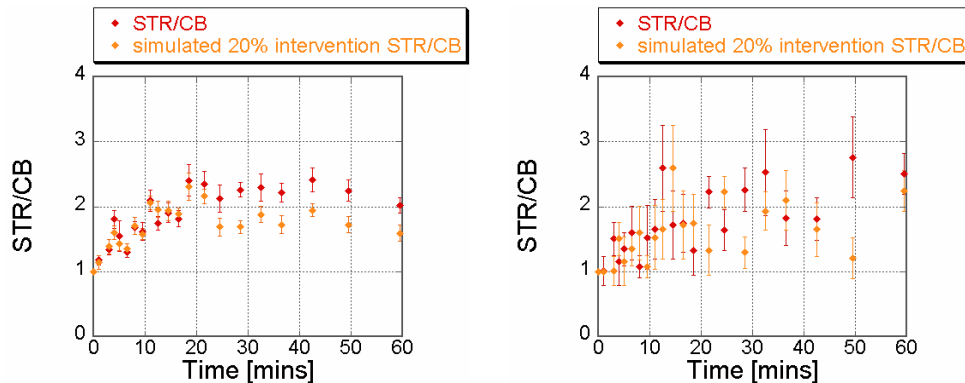 STR/CB
simulated 20% intervention STR/CB
4
3
2
1
0
STR/CB
0 10 20 30 40 50 60
Time [mins]
STR/CB
simulated 20% intervention STR/CB
4
3
2
1
0
STR/CB
0 10 20 30 40 50 60
Time [mins]